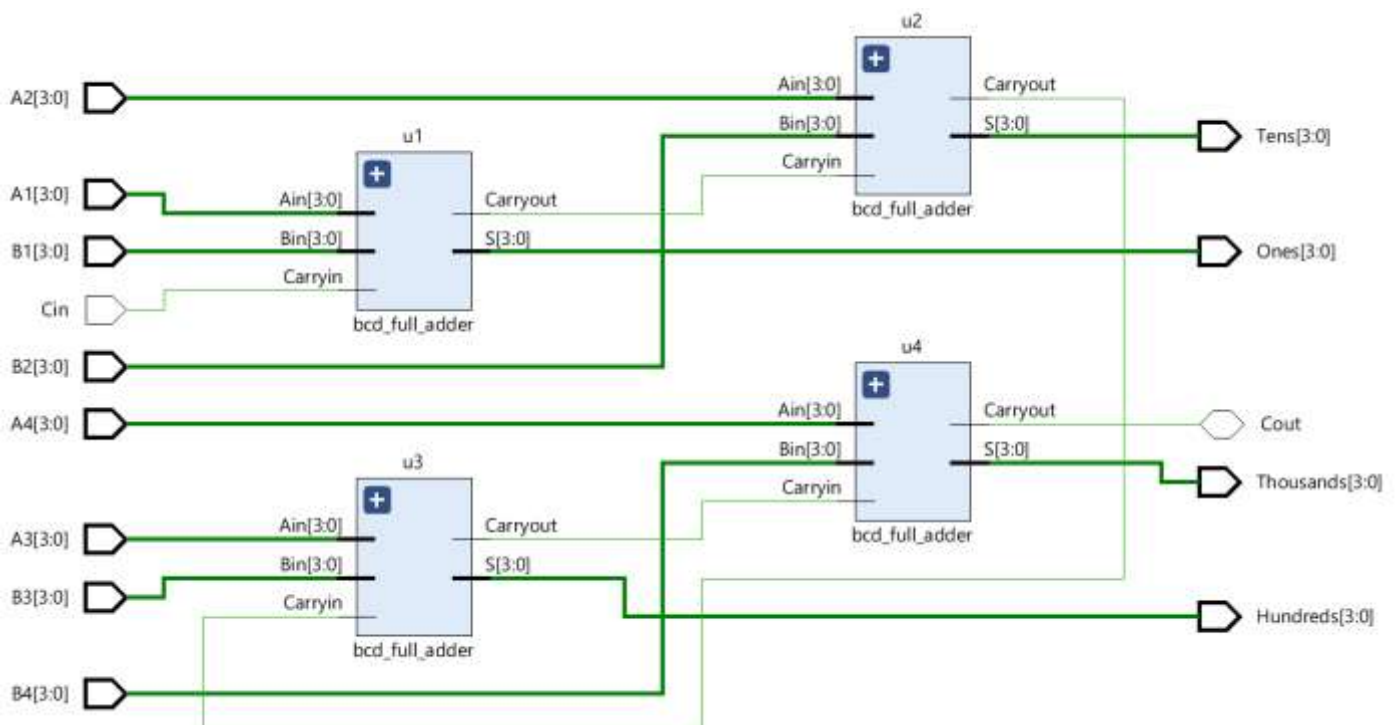 u2
A2[3:0]
Ain[3:0]
Carryout
Bin[3:0]
S[3:0]
Tens[3:0]
u1
Carryin
A1[3:0]
Ain[3:0]
Carryout
bcd_full_adder
B1[3:0]
Bin[3:0]
S[3:0]
Ones[3:0]
Carryin
Cin
bcd_full_adder
u4
B2[3:0]
A4[3:0]
Ain[3:0]
Carryout
Cout
Bin[3:0]
S[3:0]
u3
Carryin
Thousands[3:0]
A3[3:0]
Ain[3:0]
Carryout
bcd_full_adder
Bin[3:0]
S[3:0]
B3[3:0]
Carryin
Hundreds[3:0]
bcd_full_adder
B4[3:0]